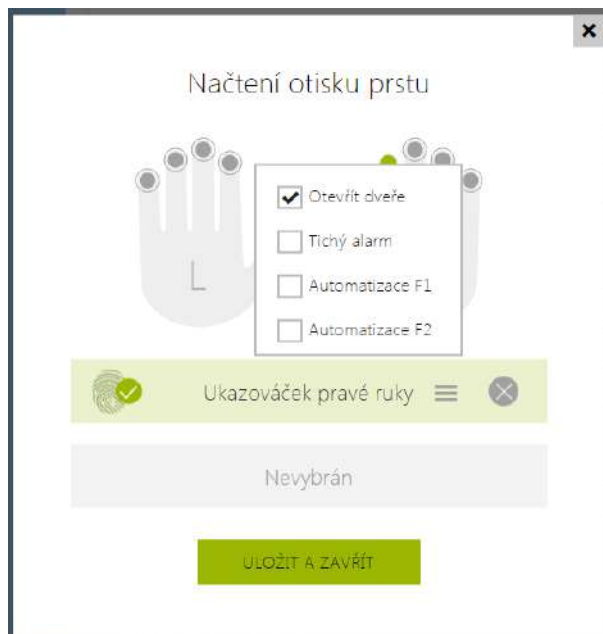 Načtení otisku prstu
L
Otevřít dveře
Tichý alarm
Automatizace F1
Automatizace F2
Ukazováček pravé ruky
Nevybrán
ULOŽIT A ZAVŘÍT